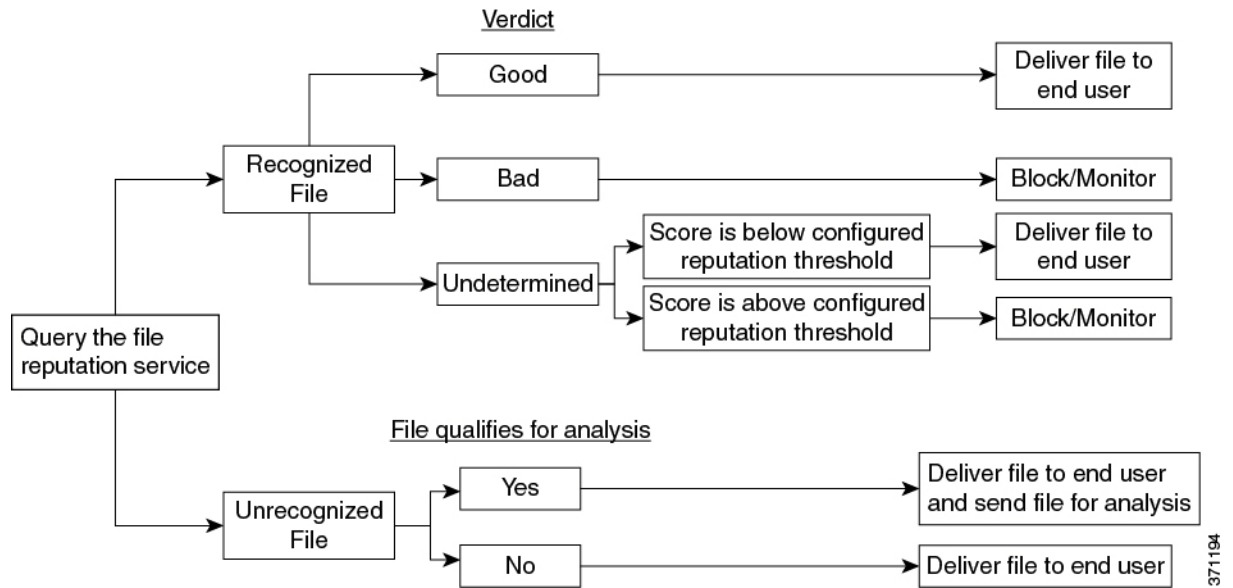 Verdict
Good
Deliver file to
end user
Recognized
File
Bad
Block/Monitor
Undetermined
Score is below configured
reputation threshold
Deliver file to
end user
Score is above configured
reputation threshold
Block/Monitor
Query the file
reputation service
File qualifies for analysis
Unrecognized
File
Yes
Deliver file to end user
and send file for analysis
No
Deliver file to end user
371194